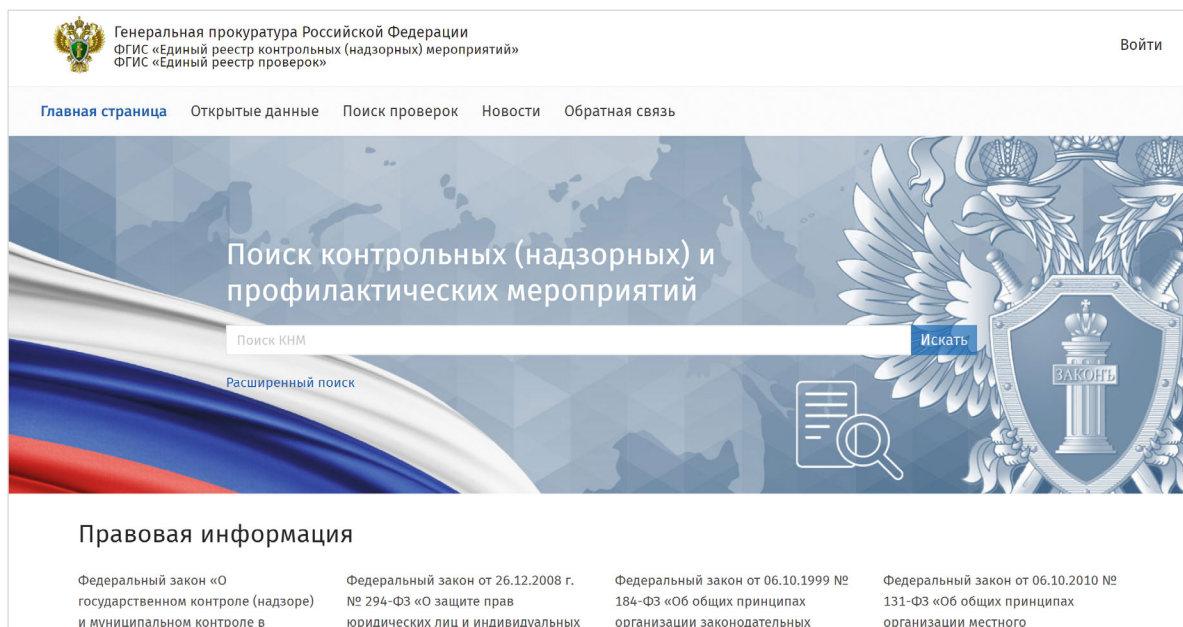 Генеральная прокуратура Российской Федерации
ФГИС «Единый реестр контрольных (надзорных) мероприятий»
ФГИС «Единый реестр проверок»
Войти
Главная страница Открытые данные Поиск проверок Новости Обратная связь
Поиск контрольных (надзорных) и
профилактических мероприятий
Поиск КНМ
Искать
Расширенный поиск
ЗАКОНЪ
Правовая информация
Федеральный закон «О
государственном контроле (надзоре)
и муниципальном контроле в
Федеральный закон от 26.12.2008 г.
№ 294-ФЗ «О защите прав
юридических лиц и индивидуальных
Федеральный закон от 06.10.1999 №
184-ФЗ «Об общих принципах
организации законодательных
Федеральный закон от 06.10.2010 №
131-ФЗ «Об общих принципах
организации местного